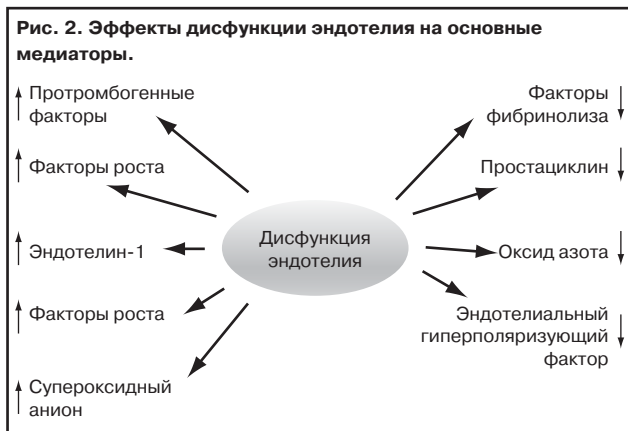 Рис. 2. Эффекты дисфункции эндотелия на основные
медиаторы.
↑ Протромбогенные
факторы
↑ Факторы роста
↑ Эндотелин-1
↑ Факторы роста
↑ Супероксидный
анион
Дисфункция
эндотелия
Факторы ↓
фибринолиза
Простациклин ↓
Оксид азота ↓
Эндотелиальный
гиперполяризующий ↓
фактор